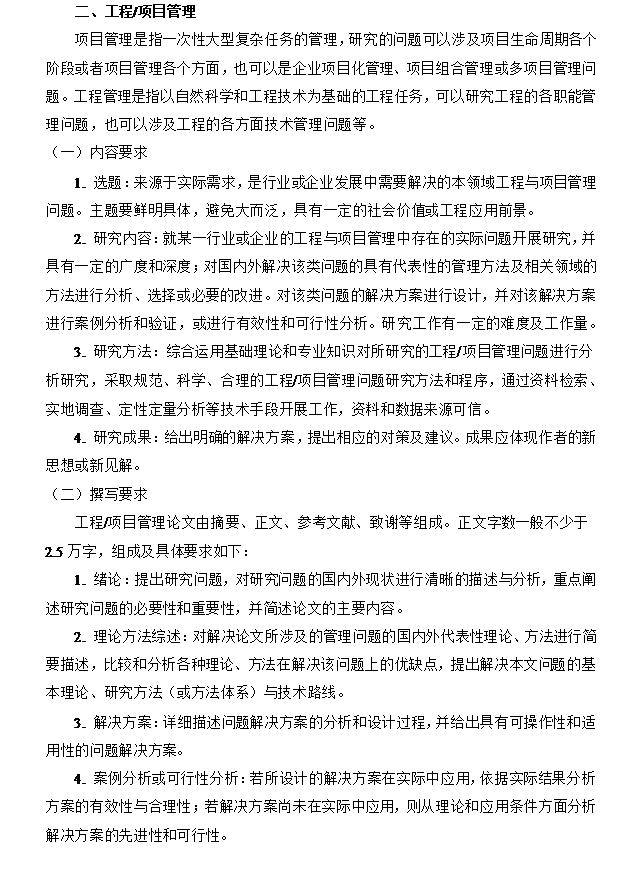 二、工程/项目管理
项目管理是指一次性大型复杂任务的管理，研究的问题可以涉及项目生命周期各个
阶段或者项目管理各个方面，也可以是企业项目化管理、项目组合管理或多项目管理问
题。工程管理是指以自然科学和工程技术为基础的工程任务，可以研究工程的各职能管
理问题，也可以涉及工程的各方面技术管理问题等。
（一）内容要求
1. 选题：来源于实际需求，是行业或企业发展中需要解决的本领域工程与项目管理
问题。主题要鲜明具体，避免大而泛，具有一定的社会价值或工程应用前景。
2. 研究内容：就某一行业或企业的工程与项目管理中存在的实际问题开展研究，并
具有一定的广度和深度；对国内外解决该类问题的具有代表性的管理方法及相关领域的
方法进行分析、选择或必要的改进。对该类问题的解决方案进行设计，并对该解决方案
进行案例分析和验证，或进行有效性和可行性分析。研究工作有一定的难度及工作量。
3. 研究方法：综合运用基础理论和专业知识对所研究的工程/项目管理问题进行分
析研究，采取规范、科学、合理的工程/项目管理问题研究方法和程序，通过资料检索、
实地调查、定性定量分析等技术手段开展工作，资料和数据来源可信。
4. 研究成果：给出明确的解决方案，提出相应的对策及建议。成果应体现作者的新
思想或新见解。
（二）撰写要求
工程/项目管理论文由摘要、正文、参考文献、致谢等组成。正文字数一般不少于
2.5 万字，组成及具体要求如下：
1. 绪论：提出研究问题，对研究问题的国内外现状进行清晰的描述与分析，重点阐
述研究问题的必要性和重要性，并简述论文的主要内容。
2. 理论方法综述：对解决论文所涉及的管理问题的国内外代表性理论、方法进行简
要描述，比较和分析各种理论、方法在解决该问题上的优缺点，提出解决本文问题的基
本理论、研究方法（或方法体系）与技术路线。
3. 解决方案：详细描述问题解决方案的分析和设计过程，并给出具有可操作性和适
用性的问题解决方案。
4. 案例分析或可行性分析：若所设计的解决方案在实际中应用，依据实际结果分析
方案的有效性与合理性；若解决方案尚未在实际中应用，则从理论和应用条件方面分析
解决方案的先进性和可行性。